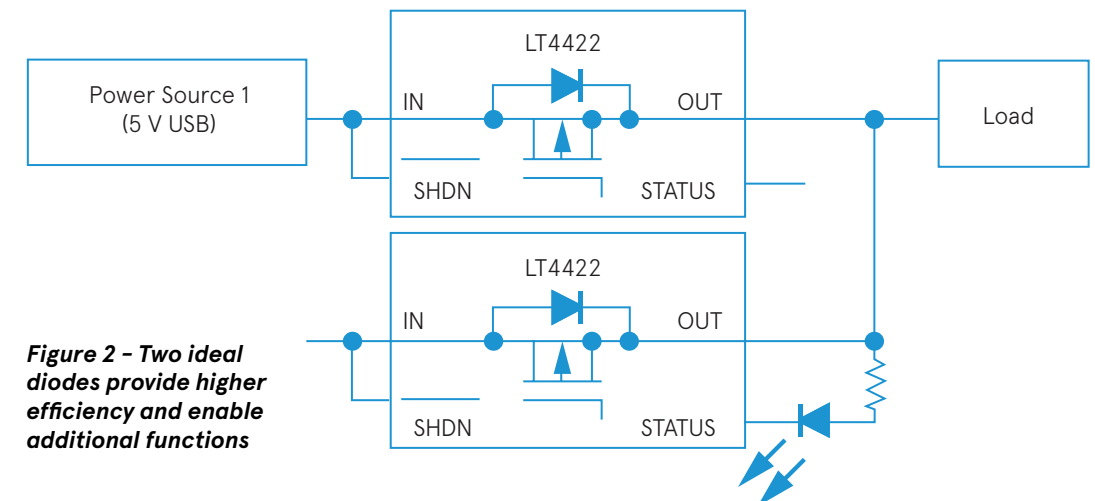 LT4422
Power Source 1
(5 V USB)
IN
OUT
Load
SHDN
STATUS
LT4422
IN
OUT
SHDN
STATUS
Figure 2 – Two ideal
diodes provide higher
efficiency and enable
additional functions